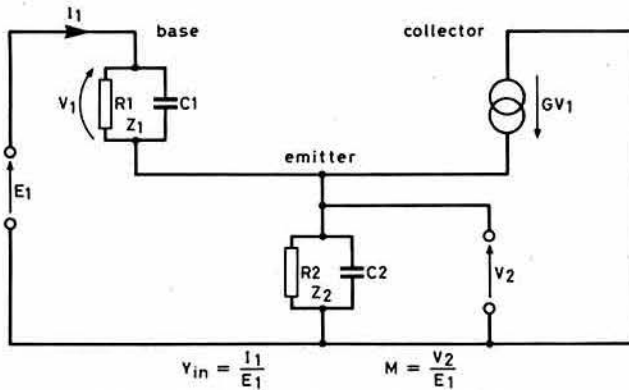 I₁
base
collector
V₁
R1
C1
Z₁
GV₁
emitter
E₁
R2
C2
Z₂
V₂
Yᵢₙ = I₁/E₁
M = V₂/E₁